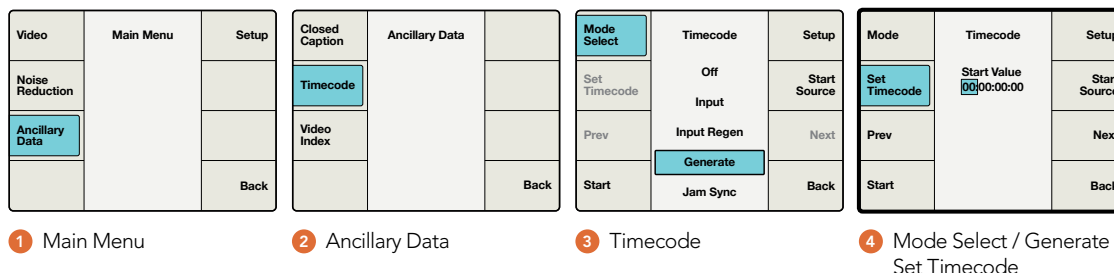 Video
Main Menu
Setup
Noise
Reduction
Ancillary
Data
Back
1 Main Menu
Closed
Caption
Ancillary Data
Timecode
Video
Index
Back
2 Ancillary Data
Mode
Select
Timecode
Setup
Set
Timecode
Off
Input
Start
Source
Prev
Input Regen
Next
Generate
Start
Jam Sync
Back
3 Timecode
Mode
Timecode
Setup
Set
Timecode
Start Value
00:00:00:00
Start
Source
Prev
Next
Start
Back
4 Mode Select / Generate
Set Timecode